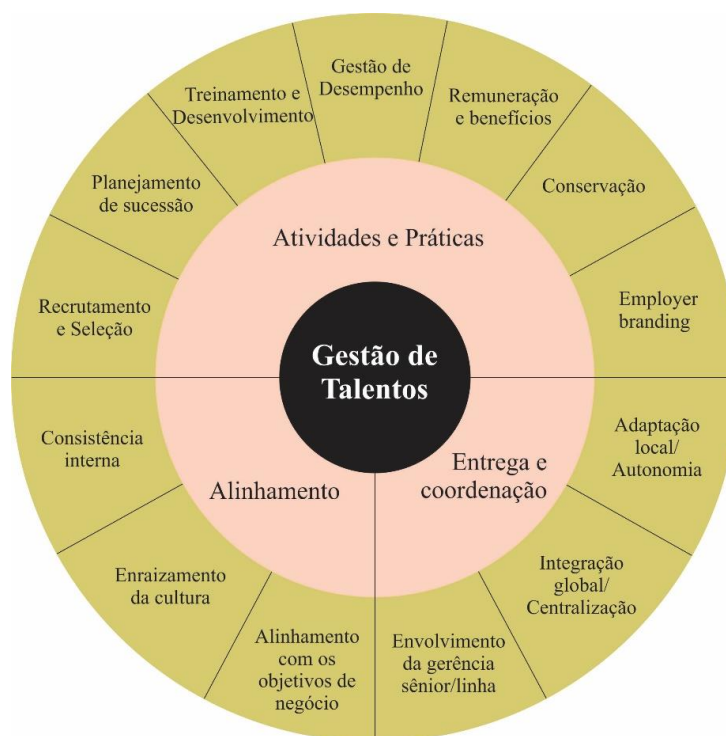 Gestão de
Desempenho
Treinamento e
Desenvolvimento
Remuneração
e benefícios
Planejamento
de sucessão
Conservação
Atividades e Práticas
Recrutamento
e Seleção
Employer
branding
Gestão de
Talentos
Consistência
interna
Adaptação
local/
Autonomia
Alinhamento
Entrega e
coordenação
Enraizamento
da cultura
Integração
global/
Centralização
Alinhamento
com os
objetivos de
negócio
Envolvimento
da gerência
sênior/linha